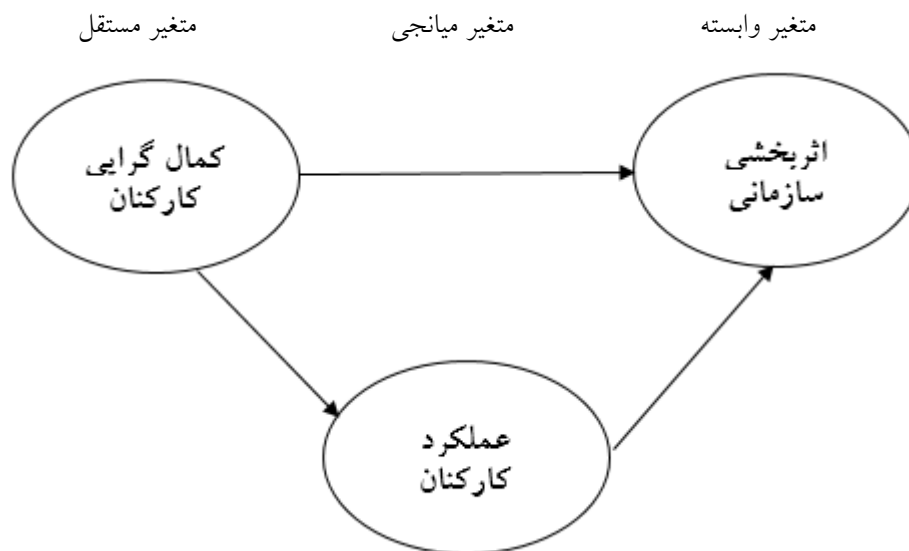 متغیر وابسته
متغیر میانجی
متغیر مستقل
اثربخشی
سازمانی
کمال گرایی
کارکنان
عملکرد
کارکنان